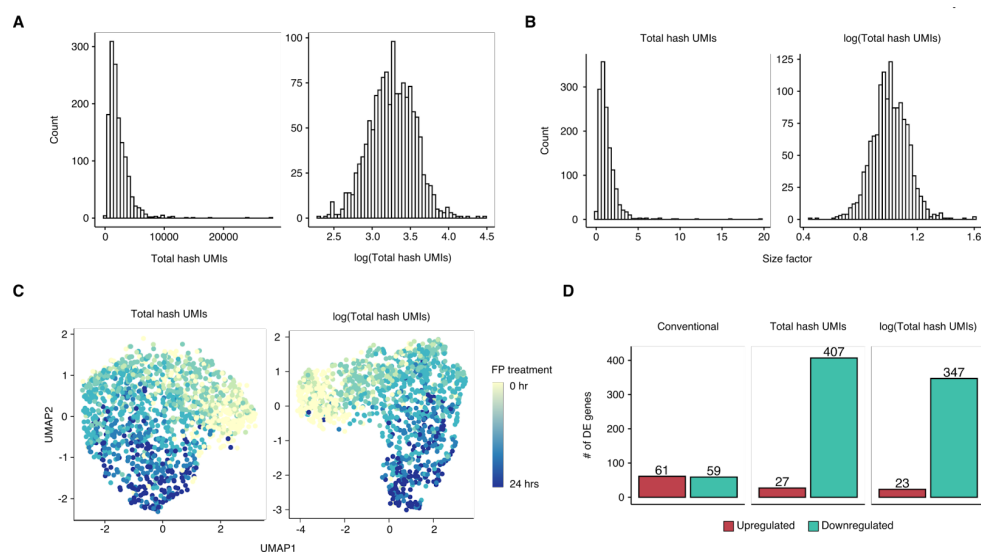 A
300
200
100
0
Count
0
10000
20000
Total hash UMIs
100
75
50
25
0
2.5
3.0
3.5
4.0
4.5
log(Total hash UMIs)
B
Total hash UMIs
log(Total hash UMIs)
300
200
100
0
Count
0
5
10
15
20
125
100
75
50
25
0
0.4
0.8
1.2
1.6
Size factor
C
Total hash UMIs
log(Total hash UMIs)
2
1
0
-1
-2
UMAP2
-2
0
2
2
1
0
-1
-2
-3
-4
-2
0
2
UMAP1
FP treatment
0 hr
24 hrs
D
Conventional
Total hash UMIs
log(Total hash UMIs)
400
300
200
100
0
# of DE genes
61
59
27
407
23
347
Upregulated
Downregulated